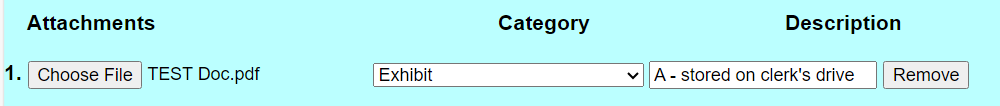 Attachments Category Description
1. Choose File TEST Doc.pdf Exhibit A - stored on clerk's drive Remove